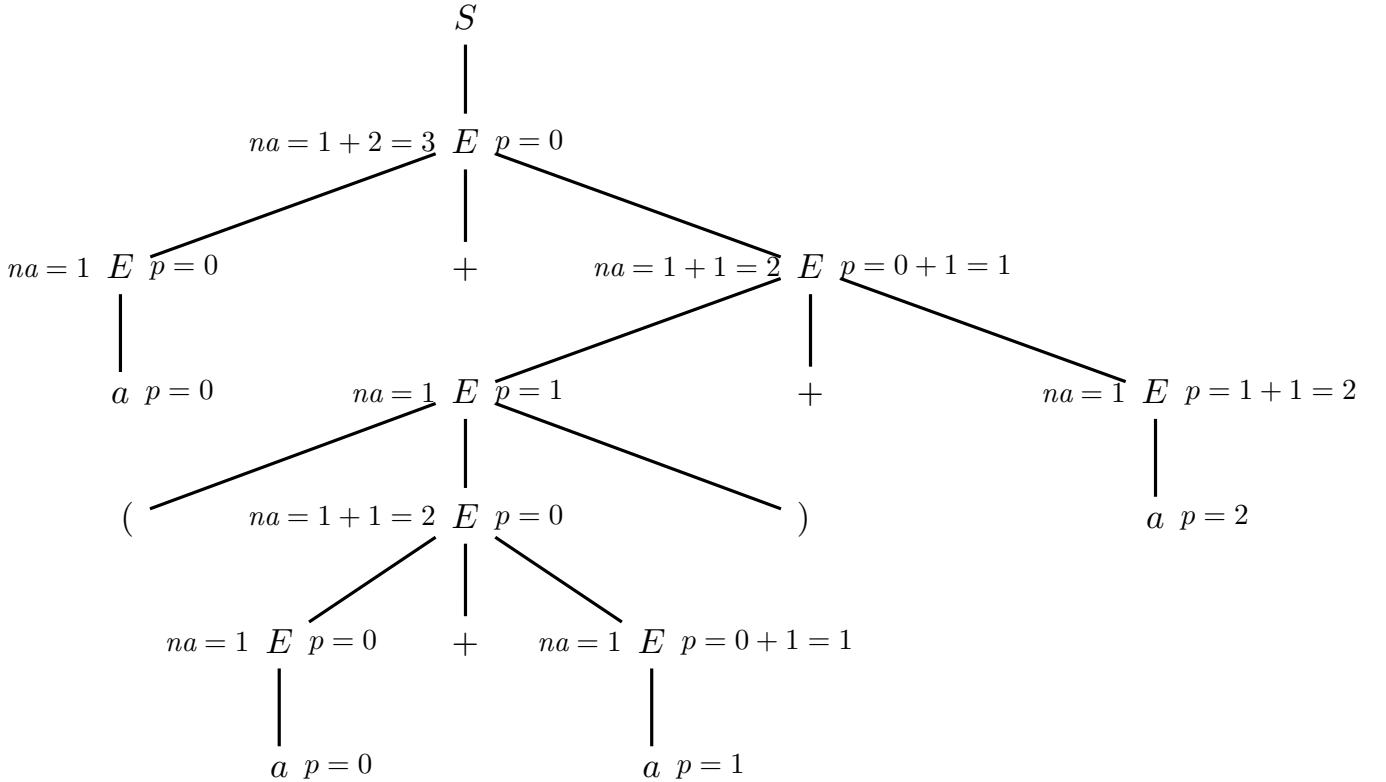 S
na = 1 + 2 = 3 E p = 0
na = 1 E p = 0 + na = 1 + 1 = 2 E p = 0 + 1 = 1
a p = 0 na = 1 E p = 1 + na = 1 E p = 1 + 1 = 2
( na = 1 + 1 = 2 E p = 0 ) a p = 2
na = 1 E p = 0 + na = 1 E p = 0 + 1 = 1
a p = 0 a p = 1